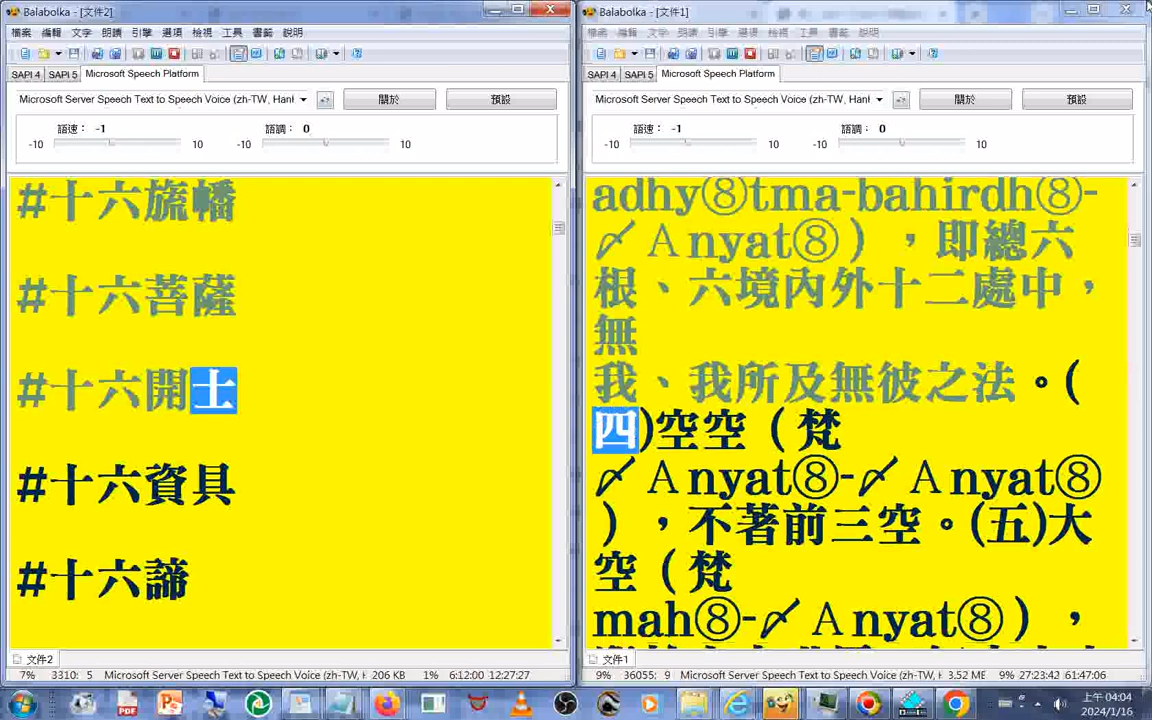 Balabolka - [文件2]
檔案 編輯 文字 朗讀 引擎 選項 檢視 工具 書籤 說明
SAPI 4 SAPI 5 Microsoft Speech Platform
Microsoft Server Speech Text to Speech Voice (zh-TW, Hanl
關於 預設
語速： -1 語調： 0
-10 10 -10 10
#十六旒幡
#十六菩薩
#十六開士
#十六資具
#十六諦
文件2
7% 3310: 5 Microsoft Server Speech Text to Speech Voice (zh-TW, H 206 KB 1% 6:12:00 12:27:27
Balabolka - [文件1]
檔案 編輯 文字 朗讀 引擎 選項 檢視 工具 書籤 說明
SAPI 4 SAPI 5 Microsoft Speech Platform
Microsoft Server Speech Text to Speech Voice (zh-TW, Hanl
關於 預設
語速： -1 語調： 0
-10 10 -10 10
adhy⑧tma-bahirdh⑧-
〆Ａnyat⑧），即總六
根、六境內外十二處中，
無
我、我所及無彼之法。(
四)空空（梵
〆Ａnyat⑧-〆Ａnyat⑧
），不著前三空。(五)大
空（梵
mah⑧-〆Ａnyat⑧），
文件1
9% 36055: 9 Microsoft Server Speech Text to Speech Voice (zh-TW, H 3.52 MB 9% 27:23:42 61:47:06
上午 04:04
2024/1/16